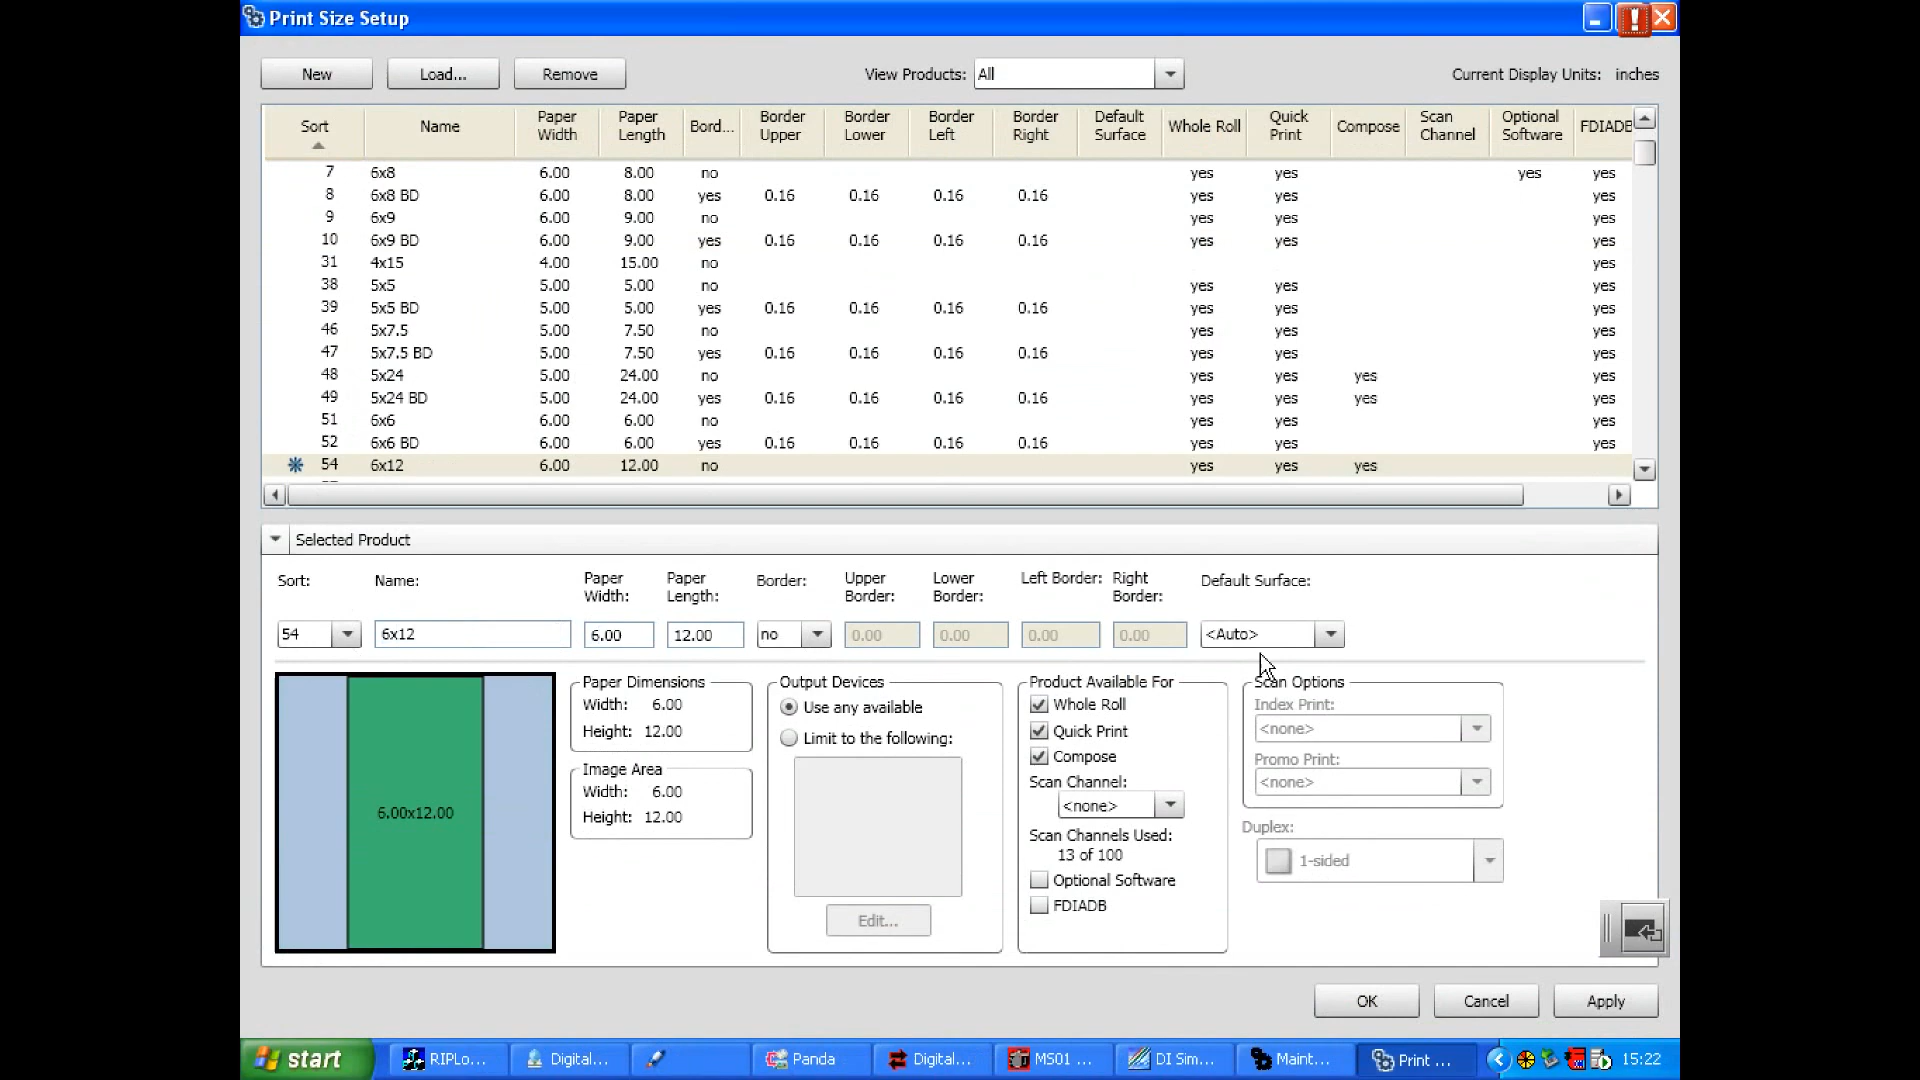 Print Size Setup
New Load... Remove View Products: All Current Display Units: inches
Sort Name Paper Width Paper Length Bord... Border Upper Border Lower Border Left Border Right Default Surface Whole Roll Quick Print Compose Scan Channel Optional Software FDIADB
7 6x8 6.00 8.00 no yes yes yes yes
8 6x8 BD 6.00 8.00 yes 0.16 0.16 0.16 0.16 yes yes yes
9 6x9 6.00 9.00 no yes yes yes
10 6x9 BD 6.00 9.00 yes 0.16 0.16 0.16 0.16 yes yes yes
31 4x15 4.00 15.00 no yes
38 5x5 5.00 5.00 no yes yes yes
39 5x5 BD 5.00 5.00 yes 0.16 0.16 0.16 0.16 yes yes yes
46 5x7.5 5.00 7.50 no yes yes yes
47 5x7.5 BD 5.00 7.50 yes 0.16 0.16 0.16 0.16 yes yes yes
48 5x24 5.00 24.00 no yes yes yes yes
49 5x24 BD 5.00 24.00 yes 0.16 0.16 0.16 0.16 yes yes yes yes
51 6x6 6.00 6.00 no yes yes yes
52 6x6 BD 6.00 6.00 yes 0.16 0.16 0.16 0.16 yes yes yes
54 6x12 6.00 12.00 no yes yes yes
Selected Product
Sort: Name: Paper Width: Paper Length: Border: Upper Border: Lower Border: Left Border: Right Border: Default Surface:
54 6x12 6.00 12.00 no 0.00 0.00 0.00 0.00 <Auto>
6.00x12.00
Paper Dimensions
Width: 6.00
Height: 12.00
Image Area
Width: 6.00
Height: 12.00
Output Devices
Use any available
Limit to the following:
Edit...
Product Available For
Whole Roll
Quick Print
Compose
Scan Channel:
<none>
Scan Channels Used:
13 of 100
Optional Software
FDIADB
Scan Options
Index Print:
<none>
Promo Print:
<none>
Duplex:
1-sided
OK Cancel Apply
start RIPLo... Digital... Panda Digital... MS01 ... DI Sim... Maint... Print ... 15:22